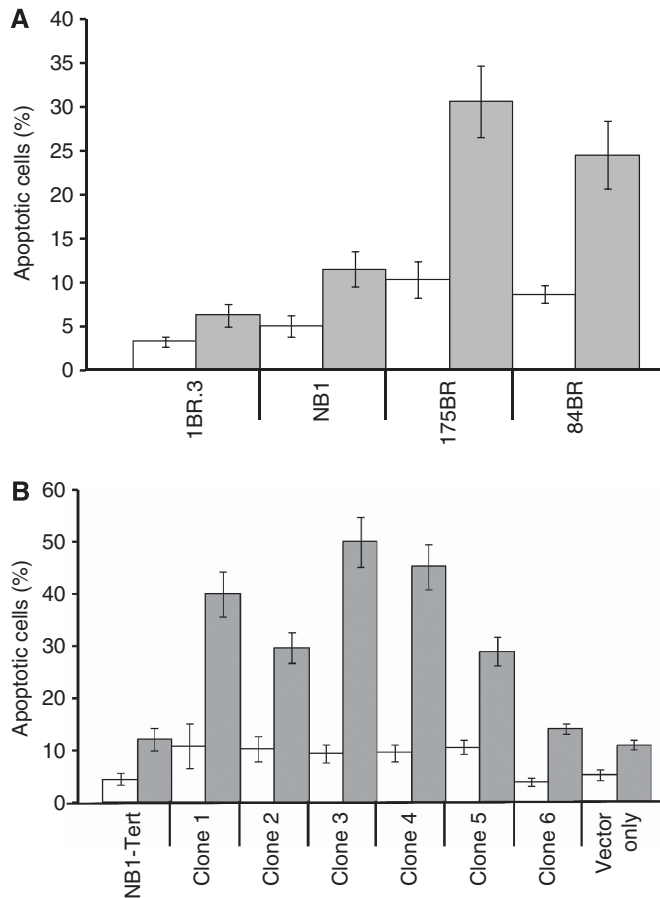 A
Apoptotic cells (%)
40
35
30
25
20
15
10
5
0
1BR.3
NB1
175BR
84BR
B
Apoptotic cells (%)
60
50
40
30
20
10
0
NB1-Tert
Clone 1
Clone 2
Clone 3
Clone 4
Clone 5
Clone 6
Vector
only